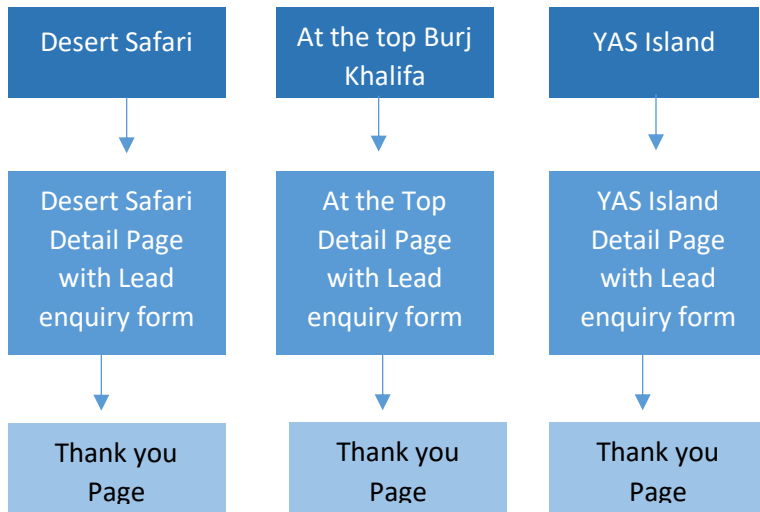 Desert Safari
At the top Burj
Khalifa
YAS Island
Desert Safari
Detail Page
with Lead
enquiry form
At the Top
Detail Page
with Lead
enquiry form
YAS Island
Detail Page
with Lead
enquiry form
Thank you
Page
Thank you
Page
Thank you
Page